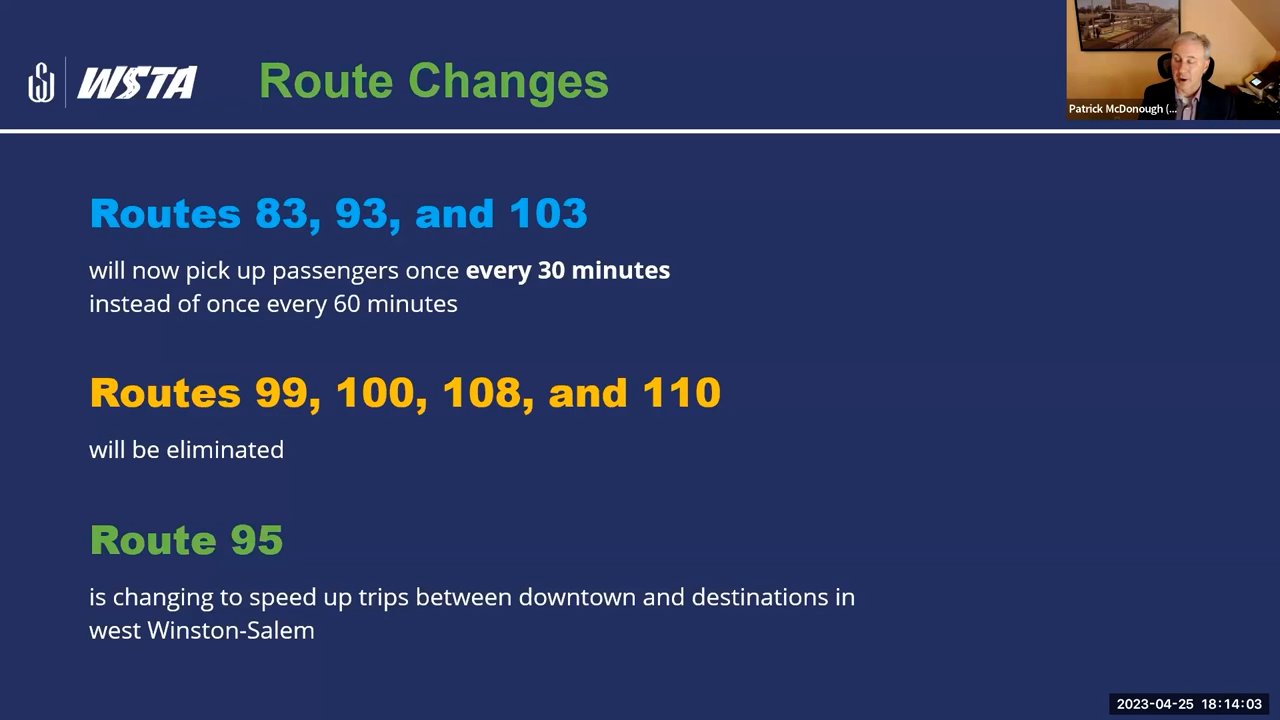 WSTA
Route Changes
Patrick McDonough (...
Routes 83, 93, and 103
will now pick up passengers once every 30 minutes
instead of once every 60 minutes
Routes 99, 100, 108, and 110
will be eliminated
Route 95
is changing to speed up trips between downtown and destinations in
west Winston-Salem
2023-04-25 18:14:03